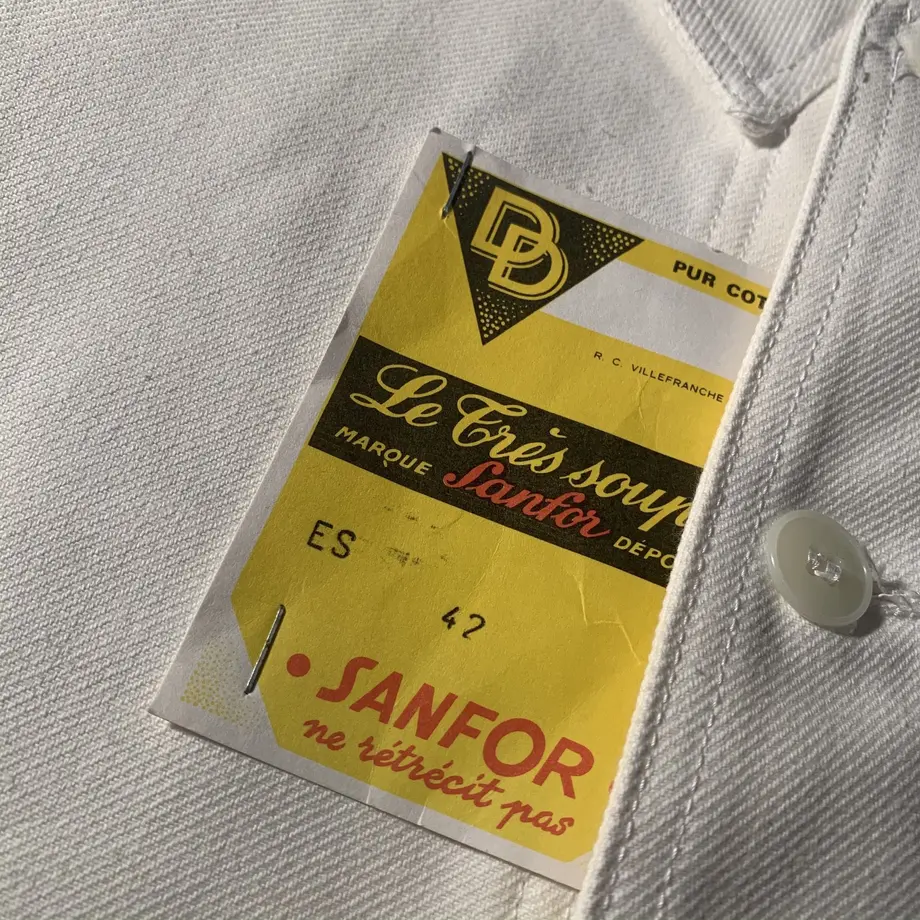 DD
PUR COT
R. C. VILLEFRANCHE
Le Très soup
MARQUE Sanfor DÉPO
ES
42
• SANFOR
ne rétrécit pas